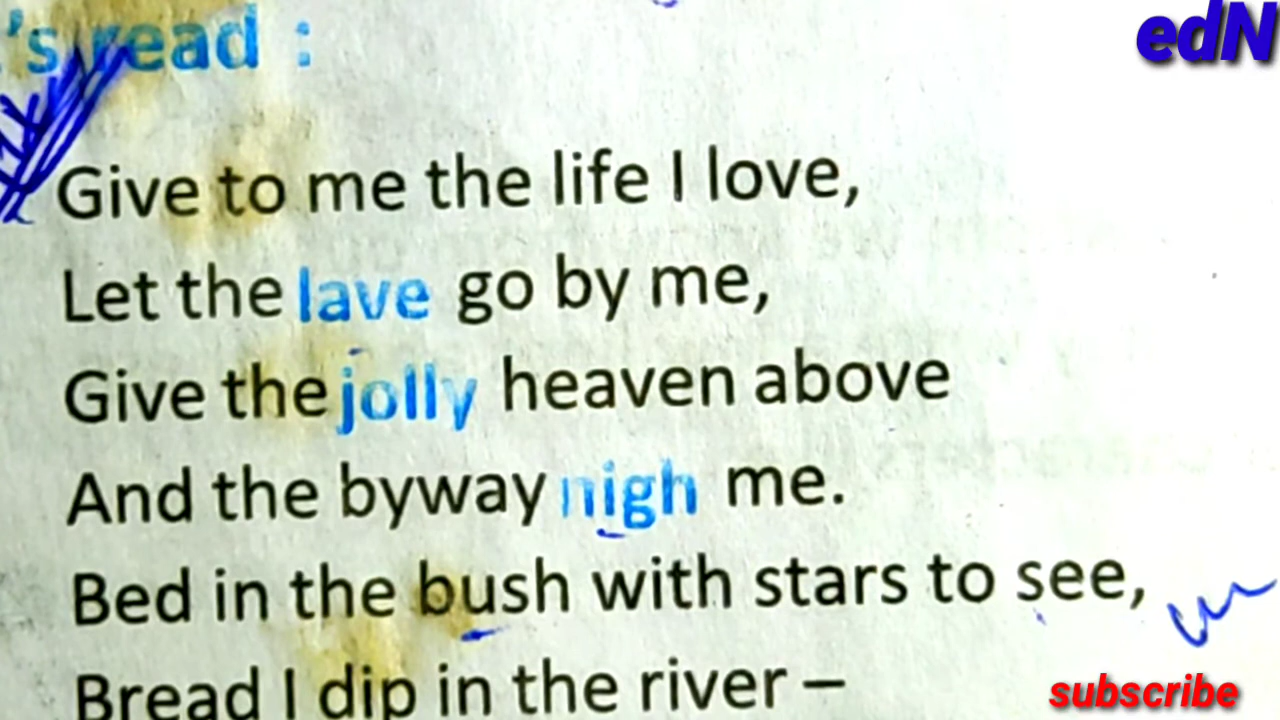 's read :
edN
Give to me the life I love,
Let the lave go by me,
Give the jolly heaven above
And the byway nigh me.
Bed in the bush with stars to see,
Bread I dip in the river –
subscribe